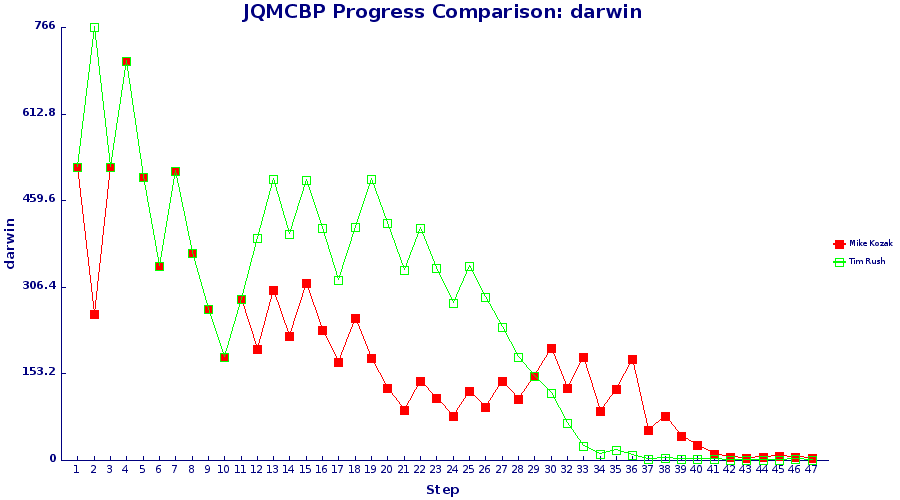 JQMCBP Progress Comparison: darwin
766
612.8
459.6
306.4
153.2
0
darwin
1 2 3 4 5 6 7 8 9 10 11 12 13 14 15 16 17 18 19 20 21 22 23 24 25 26 27 28 29 30 32 33 34 35 36 37 38 39 40 41 42 43 44 45 46 47
Step
Mike Kozak
Tim Rush